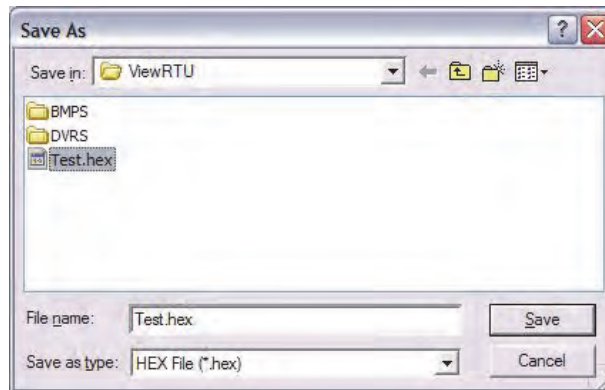 Save As
Save in: ViewRTU
BMPS
DVRS
Test.hex
File name: Test.hex Save
Save as type: HEX File (*.hex) Cancel